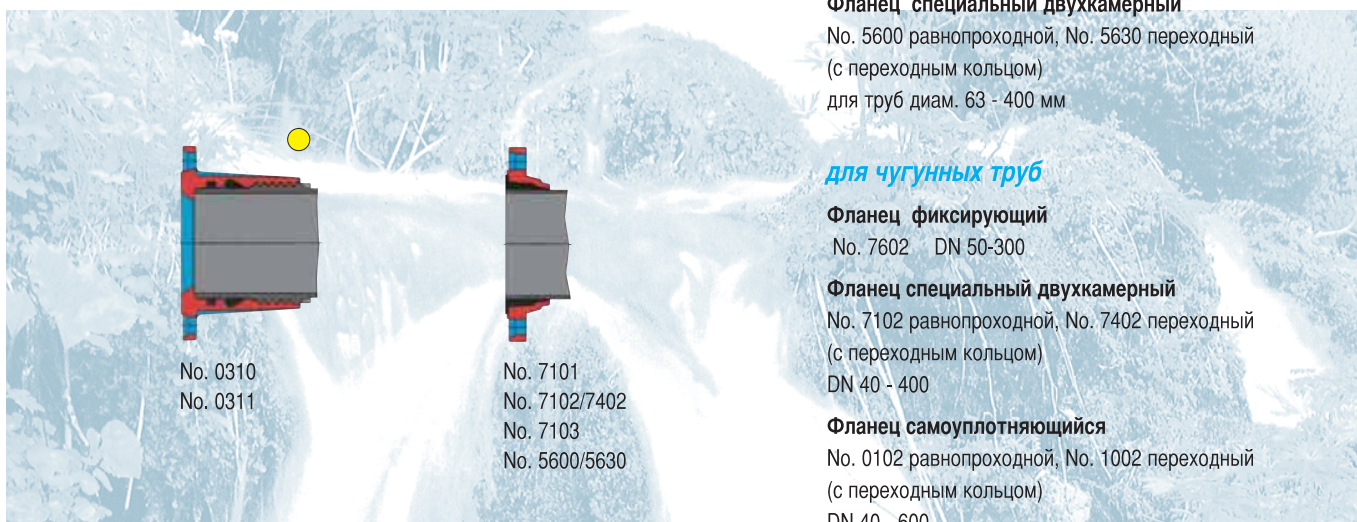 No. 0310
No. 0311
No. 7101
No. 7102/7402
No. 7103
No. 5600/5630
Фланец специальный двухкамерный
No. 5600 равнопроходной, No. 5630 переходный
(с переходным кольцом)
для труб диам. 63 - 400 мм
для чугунных труб
Фланец фиксирующий
No. 7602 DN 50-300
Фланец специальный двухкамерный
No. 7102 равнопроходной, No. 7402 переходный
(с переходным кольцом)
DN 40 - 400
Фланец самоуплотняющийся
No. 0102 равнопроходной, No. 1002 переходный
(с переходным кольцом)
DN 40 - 600